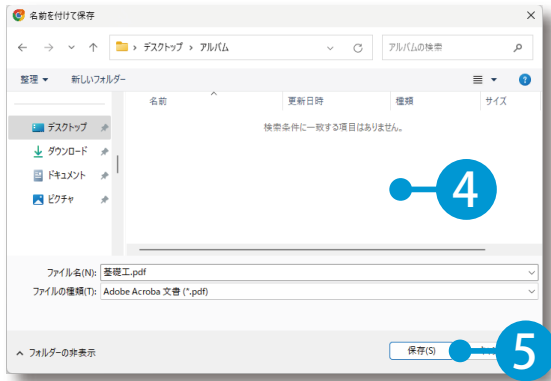 名前を付けて保存
デスクトップ › アルバム
アルバムの検索
整理
新しいフォルダー
名前
更新日時
種類
サイズ
検索条件に一致する項目はありません。
デスクトップ
ダウンロード
ドキュメント
ピクチャ
4
ファイル名(N):
基礎工.pdf
ファイルの種類(T):
Adobe Acroba 文書 (*.pdf)
フォルダーの非表示
保存(S)
5